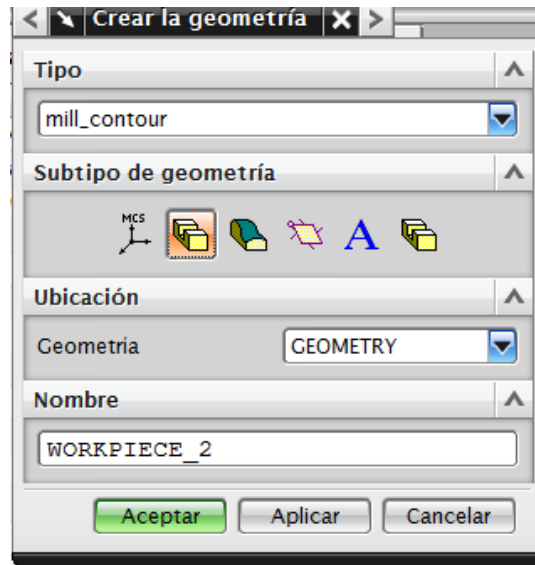 Crear la geometría
Tipo
mill_contour
Subtipo de geometría
MCS
A
Ubicación
Geometría GEOMETRY
Nombre
WORKPIECE_2
Aceptar Aplicar Cancelar